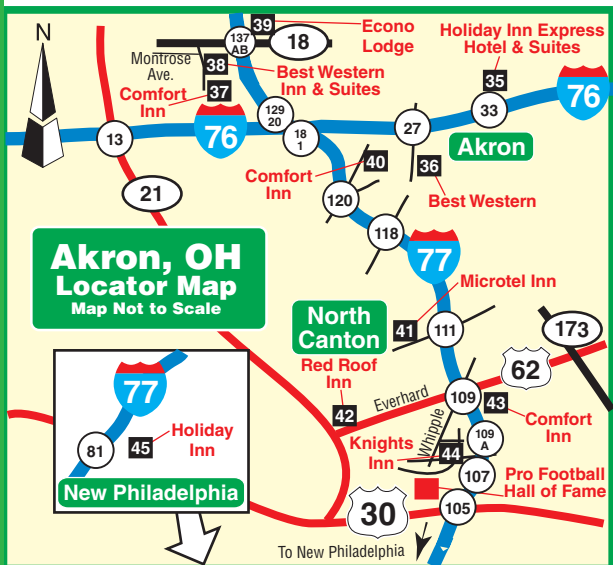 N
39
Econo
Lodge
137
AB
18
Montrose
Ave.
38
Best Western
Inn & Suites
Comfort
Inn
37
Holiday Inn Express
Hotel & Suites
35
76
33
129
20
76
18
1
27
13
Akron
21
Comfort
Inn
40
36
Best Western
120
118
77
Akron, OH
Locator Map
Map Not to Scale
Microtel Inn
North
Canton
41
111
173
62
Red Roof
Inn
42
Everhard
109
43
Comfort
Inn
Whipple
109
A
Knights
Inn
44
107
Pro Football
Hall of Fame
30
105
To New Philadelphia
77
81
45
Holiday
Inn
New Philadelphia